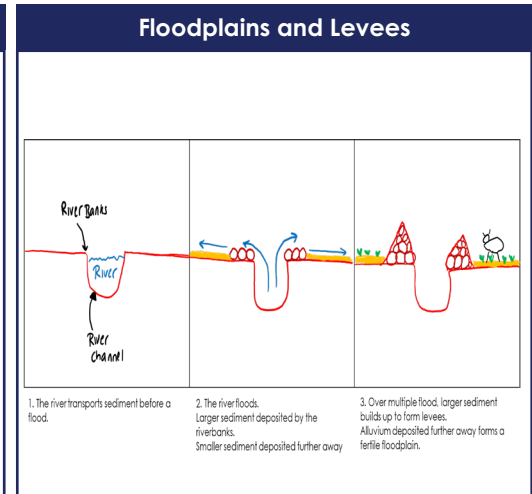 Floodplains and Levees
River Banks
River
River
Channel
1. The river transports sediment before a
flood.
2. The river floods.
Larger sediment deposited by the
riverbanks.
Smaller sediment deposited further away
3. Over multiple flood, larger sediment
builds up to form levees.
Alluvium deposited further away forms a
fertile floodplain.